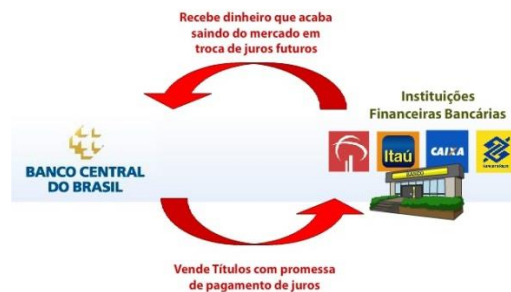 Recebe dinheiro que acaba
saindo do mercado em
troca de juros futuros
Instituições
Financeiras Bancárias
BANCO CENTRAL
DO BRASIL
Itaú
CAIXA
BANCO
Vende Títulos com promessa
de pagamento de juros